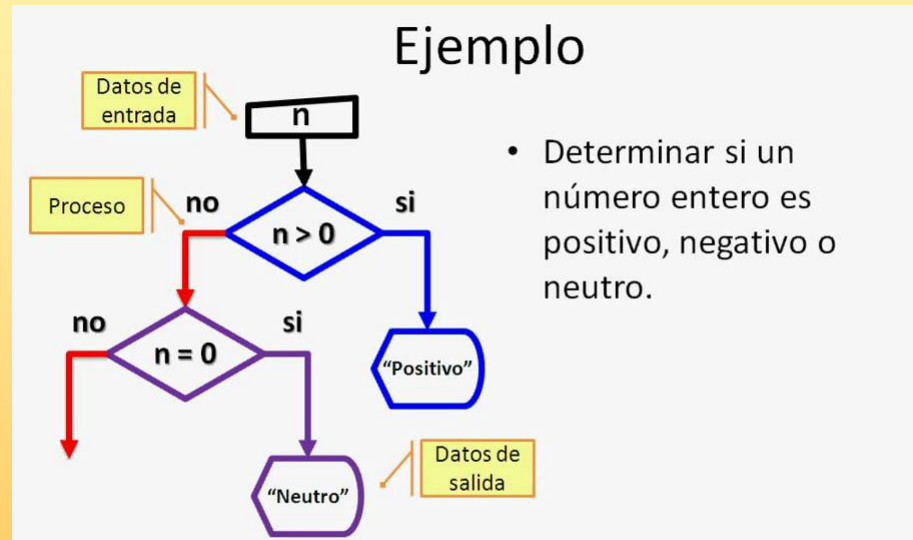 Ejemplo
Datos de
entrada
n
• Determinar si un
número entero es
positivo, negativo o
neutro.
Proceso
no
si
n > 0
no
si
n = 0
“Positivo”
Datos de
salida
“Neutro”